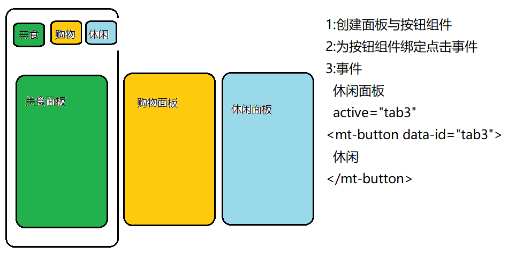 美食
购物
休闲
美食面板
购物面板
休闲面板
1:创建面板与按钮组件
2:为按钮组件绑定点击事件
3:事件
休闲面板
active="tab3"
<mt-button data-id="tab3">
休闲
</mt-button>